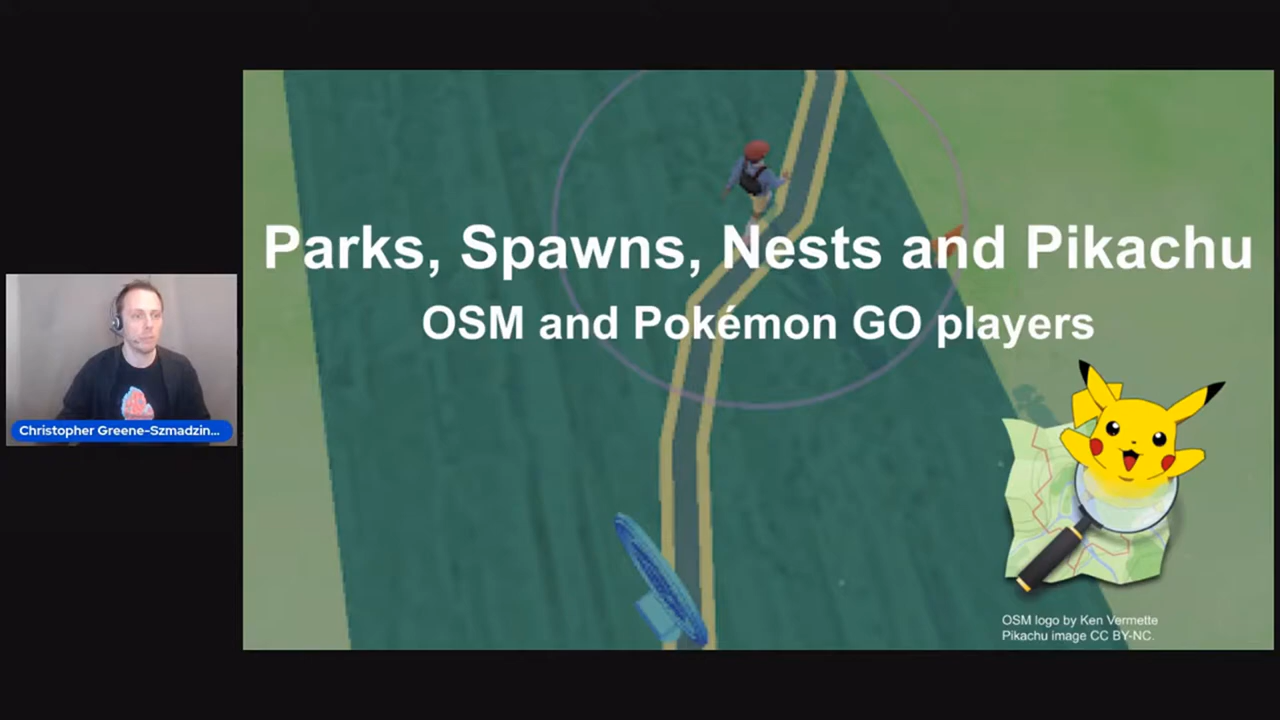 Parks, Spawns, Nests and Pikachu
OSM and Pokémon GO players
Christopher Greene-Szmadzin...
OSM logo by Ken Vermette
Pikachu image CC BY-NC.